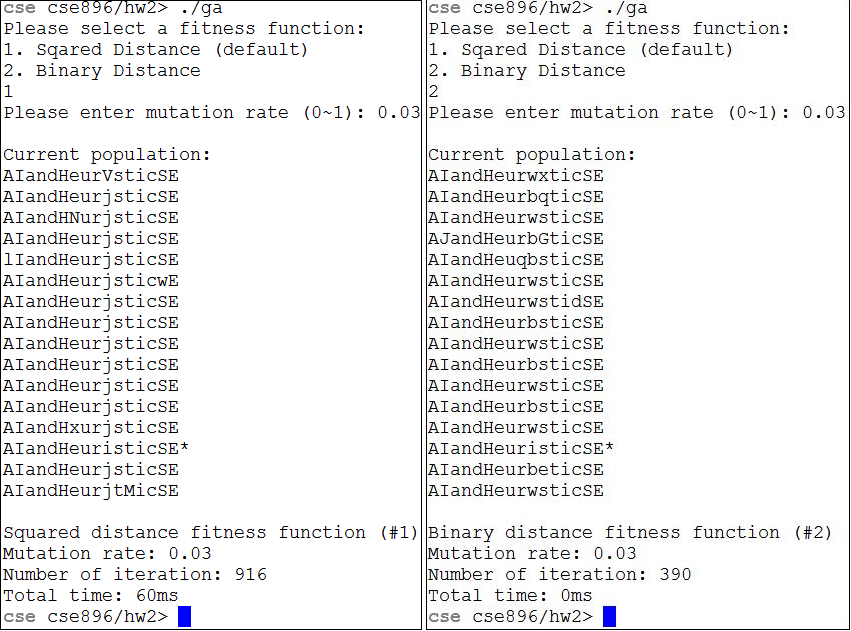 cse cse896/hw2> ./ga
Please select a fitness function:
1. Sqared Distance (default)
2. Binary Distance
1
Please enter mutation rate (0~1): 0.03
Current population:
AIandHeurVsticSE
AIandHeurjsticSE
AIandHNurjsticSE
AIandHeurjsticSE
lIandHeurjsticSE
AIandHeurjsticwE
AIandHeurjsticSE
AIandHeurjsticSE
AIandHeurjsticSE
AIandHeurjsticSE
AIandHeurjsticSE
AIandHeurjsticSE
AIandHxurjsticSE
AIandHeuristicSE*
AIandHeurjsticSE
AIandHeurjtMicSE
Squared distance fitness function (#1)
Mutation rate: 0.03
Number of iteration: 916
Total time: 60ms
cse cse896/hw2>
cse cse896/hw2> ./ga
Please select a fitness function:
1. Sqared Distance (default)
2. Binary Distance
2
Please enter mutation rate (0~1): 0.03
Current population:
AIandHeurwxticSE
AIandHeurbqticSE
AIandHeurwsticSE
AJandHeurbGticSE
AIandHeuqbsticSE
AIandHeurwsticSE
AIandHeurwstidSE
AIandHeurbsticSE
AIandHeurwsticSE
AIandHeurbsticSE
AIandHeurwsticSE
AIandHeurbsticSE
AIandHeurwsticSE
AIandHeuristicSE*
AIandHeurbeticSE
AIandHeurwsticSE
Binary distance fitness function (#2)
Mutation rate: 0.03
Number of iteration: 390
Total time: 0ms
cse cse896/hw2>